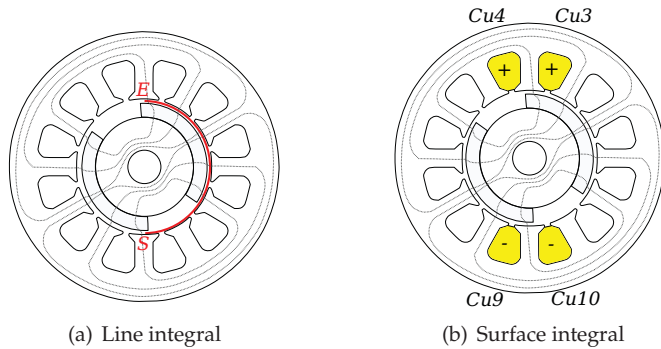 Cu4 Cu3
E
+ +
S
- -
Cu9 Cu10
(a) Line integral
(b) Surface integral